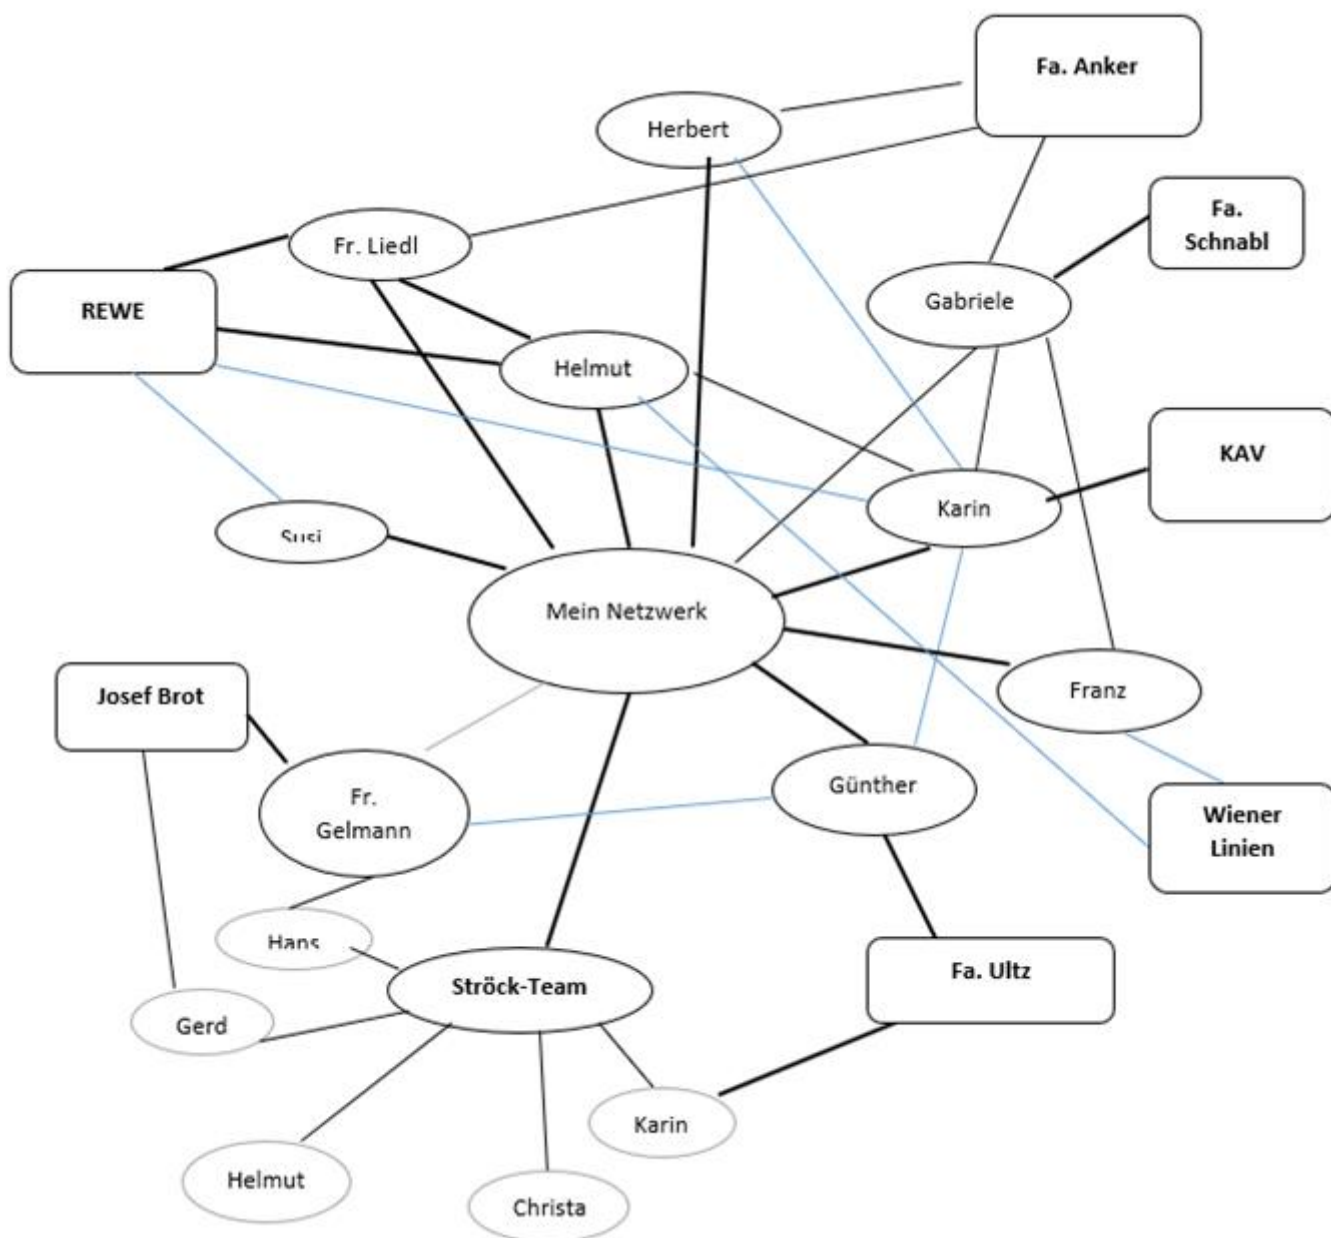 Fa. Anker
Herbert
Fa.
Schnabl
Fr. Liedl
Gabriele
REWE
Helmut
KAV
Karin
Susi
Mein Netzwerk
Josef Brot
Franz
Günther
Fr.
Gelmann
Wiener
Linien
Hans
Fa. Ultz
Ströck-Team
Gerd
Karin
Helmut
Christa